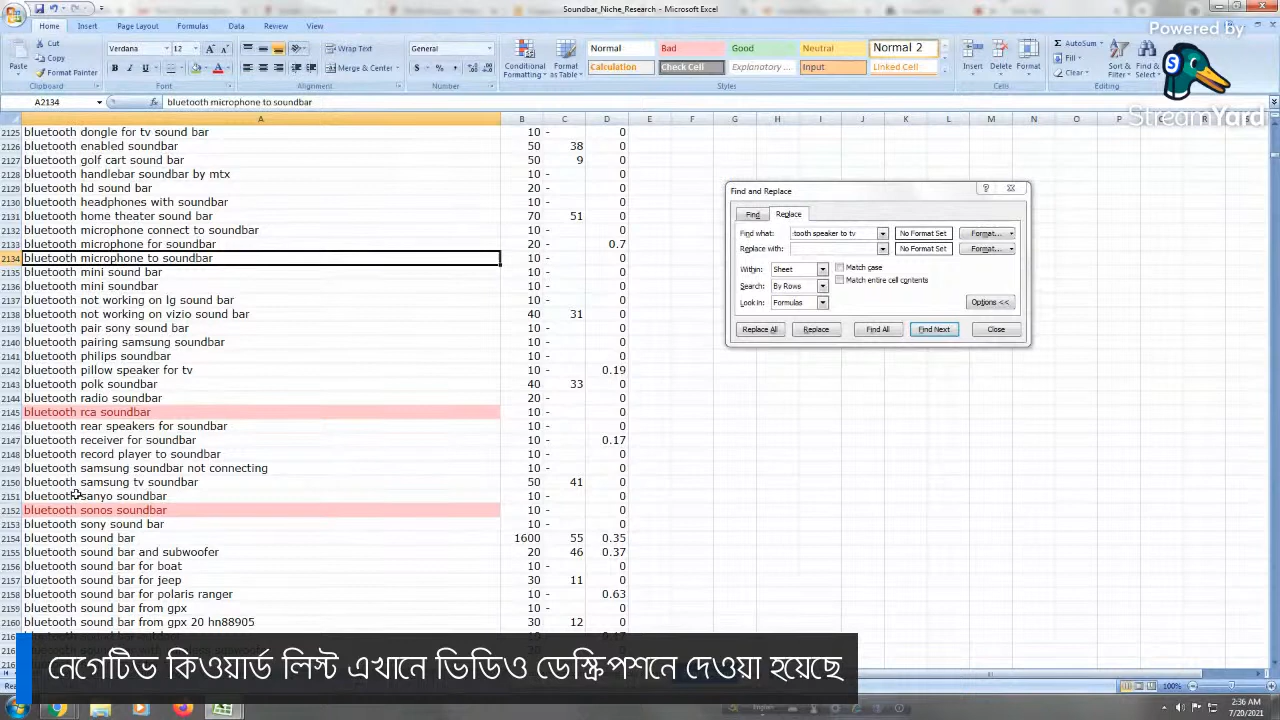 Soundbar_Niche_Research - Microsoft Excel
Home Insert Page Layout Formulas Data Review View
Powered by
StreamYard
Cut
Copy
Format Painter
Paste
Clipboard
Verdana 12
B I U
Font
Wrap Text
Merge & Center
Alignment
General
Number
Conditional Formatting
Format as Table
Normal Bad Good Neutral Normal 2
Calculation Check Cell Explanatory ... Input Linked Cell
Styles
Insert Delete Format
Cells
AutoSum
Fill
Clear
Sort & Filter
Find & Select
Editing
A2134 bluetooth microphone to soundbar
A C D E F G H I J K L M N O P Q R S
2125 bluetooth dongle for tv sound bar 10 - 0
2126 bluetooth enabled soundbar 50 38 0
2127 bluetooth golf cart sound bar 50 9 0
2128 bluetooth handlebar soundbar by mtx 10 - 0
2129 bluetooth hd sound bar 20 - 0
2130 bluetooth headphones with soundbar 10 - 0
2131 bluetooth home theater sound bar 70 51 0
2132 bluetooth microphone connect to soundbar 10 - 0
2133 bluetooth microphone for soundbar 20 - 0.7
2134 bluetooth microphone to soundbar 10 - 0
2135 bluetooth mini sound bar 10 - 0
2136 bluetooth mini soundbar 10 - 0
2137 bluetooth not working on lg sound bar 10 - 0
2138 bluetooth not working on vizio sound bar 40 31 0
2139 bluetooth pair sony sound bar 10 - 0
2140 bluetooth pairing samsung soundbar 10 - 0
2141 bluetooth philips soundbar 10 - 0
2142 bluetooth pillow speaker for tv 10 - 0.19
2143 bluetooth polk soundbar 40 33 0
2144 bluetooth radio soundbar 20 - 0
2145 bluetooth rca soundbar 10 - 0
2146 bluetooth rear speakers for soundbar 10 - 0
2147 bluetooth receiver for soundbar 10 - 0.17
2148 bluetooth record player to soundbar 10 - 0
2149 bluetooth samsung soundbar not connecting 10 - 0
2150 bluetooth samsung tv soundbar 50 41 0
2151 bluetooth sanyo soundbar 10 - 0
2152 bluetooth sonos soundbar 10 - 0
2153 bluetooth sony sound bar 10 - 0
2154 bluetooth sound bar 1600 55 0.35
2155 bluetooth sound bar and subwoofer 20 46 0.37
2156 bluetooth sound bar for boat 10 - 0
2157 bluetooth sound bar for jeep 30 11 0
2158 bluetooth sound bar for polaris ranger 10 - 0.63
2159 bluetooth sound bar from gpx 10 - 0
2160 bluetooth sound bar from gpx 20 hn88905 30 12 0
Find and Replace
Find Replace
Find what: :tooth speaker to tv No Format Set Format...
Replace with: No Format Set Format...
Within: Sheet Match case
Search: By Rows Match entire cell contents
Look in: Formulas Options <<
Replace All Replace Find All Find Next Close
নেগেটিভ কিওয়ার্ড লিস্ট এখানে ভিডিও ডেস্ক্রিপশনে দেওয়া হয়েছে
100%
English
2:36 AM
7/20/2021